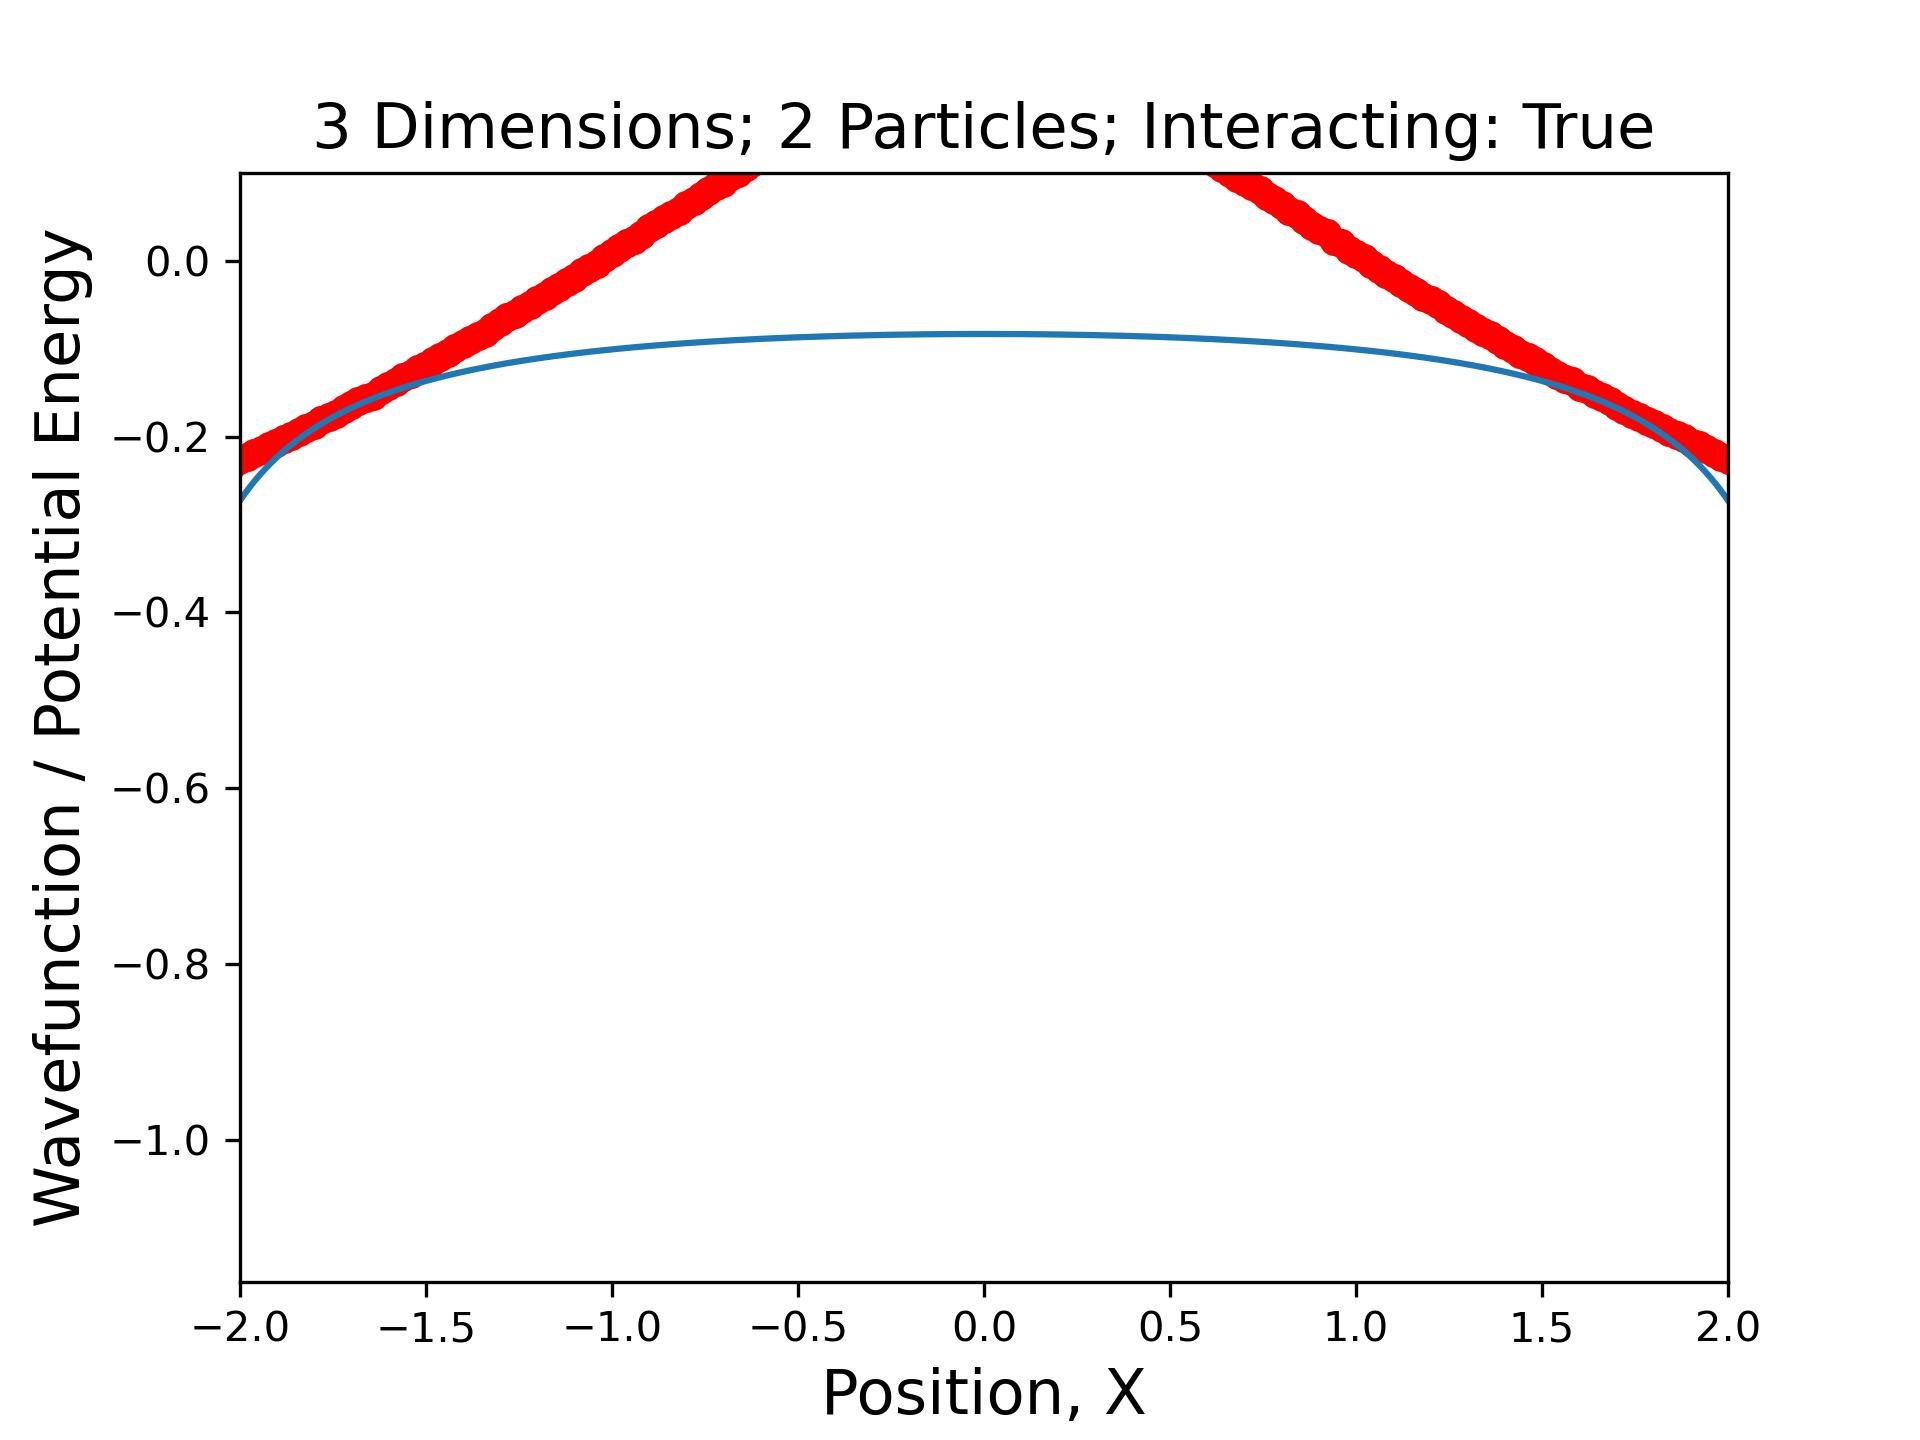 3 Dimensions; 2 Particles; Interacting: True
Wavefunction / Potential Energy
0.0
−0.2
−0.4
−0.6
−0.8
−1.0
−2.0 −1.5 −1.0 −0.5 0.0 0.5 1.0 1.5 2.0
Position, X